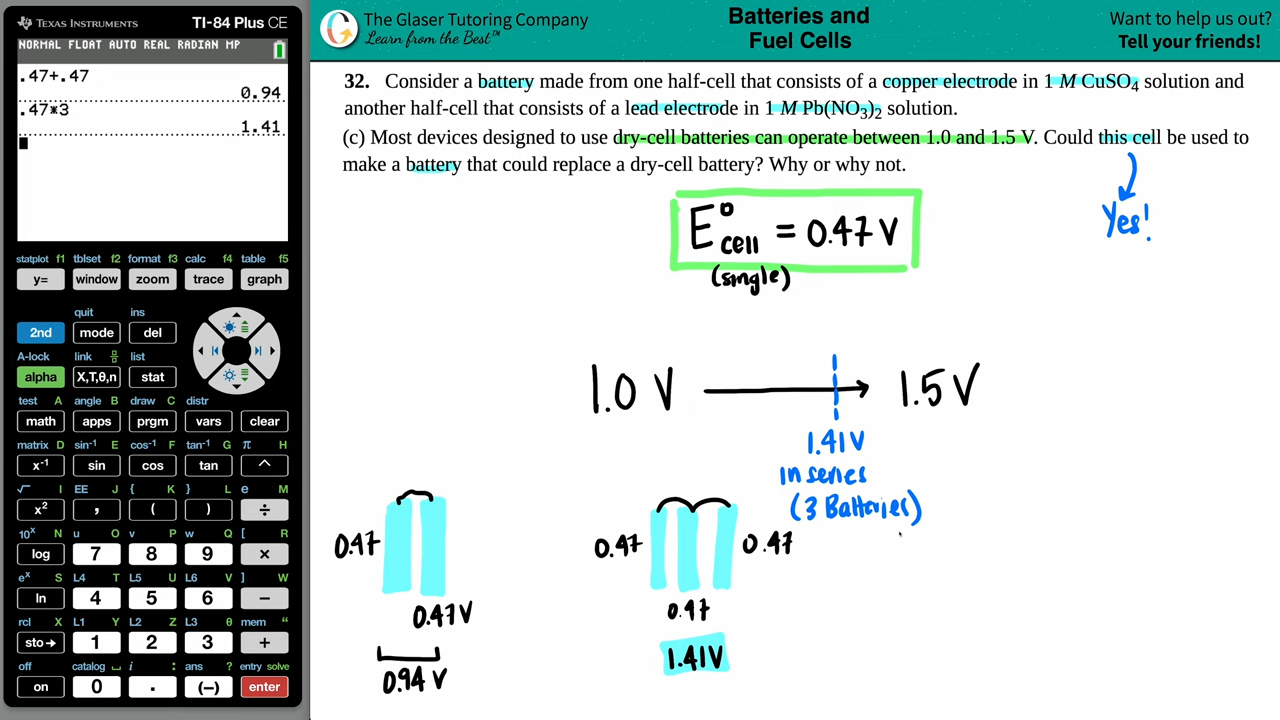 TEXAS INSTRUMENTS
TI-84 Plus CE
NORMAL FLOAT AUTO REAL RADIAN MP
.47+.47
0.94
.47*3
1.41
statplot f1 tblset f2 format f3 calc f4 table f5
y= window zoom trace graph
quit ins
2nd mode del
A-lock link list
alpha X,T,θ,n stat
test A angle B draw C distr
math apps prgm vars clear
matrix D sin⁻¹ E cos⁻¹ F tan⁻¹ G π H
x⁻¹ sin cos tan ^
√ I EE J { K } L e M
x² , ( ) ÷
10ˣ N u O v P w Q [ R
log 7 8 9 ×
eˣ S L4 T L5 U L6 V ] W
ln 4 5 6 −
rcl X L1 Y L2 Z L3 θ mem “
sto→ 1 2 3 +
off catalog ⎵ i : ans ? entry solve
on 0 . (−) enter
The Glaser Tutoring Company
Learn from the Best™
Batteries and
Fuel Cells
Want to help us out?
Tell your friends!
32. Consider a battery made from one half-cell that consists of a copper electrode in 1 M CuSO₄ solution and
another half-cell that consists of a lead electrode in 1 M Pb(NO₃)₂ solution.
(c) Most devices designed to use dry-cell batteries can operate between 1.0 and 1.5 V. Could this cell be used to
make a battery that could replace a dry-cell battery? Why or why not.
Yes!
E°cell = 0.47 V
(single)
1.0 V → 1.5 V
1.41 V
in series
(3 Batteries)
0.47
0.47 V
0.94 V
0.47 0.47
0.47
1.41V